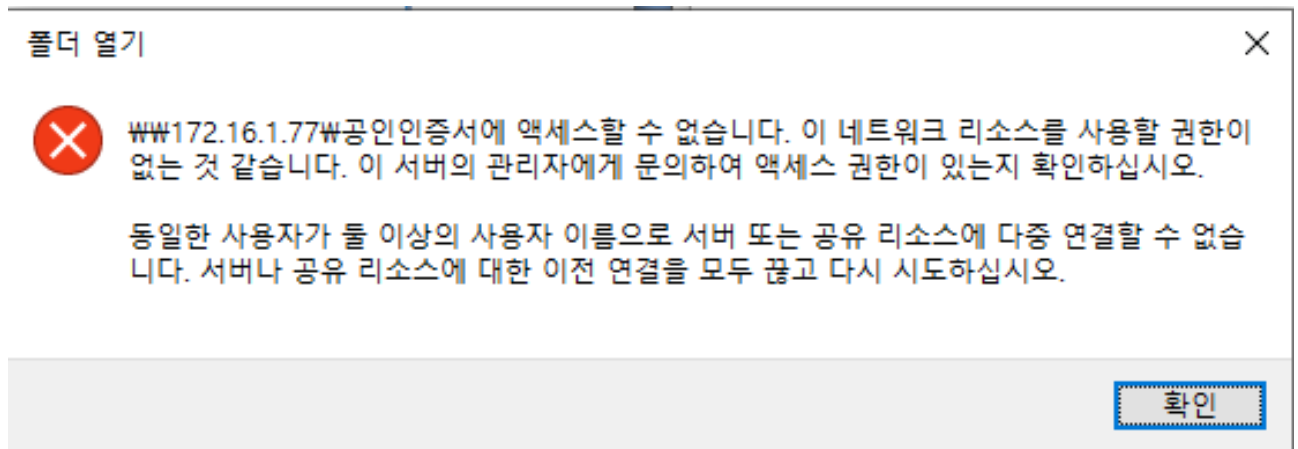 폴더 열기
₩₩172.16.1.77₩공인인증서에 액세스할 수 없습니다. 이 네트워크 리소스를 사용할 권한이
없는 것 같습니다. 이 서버의 관리자에게 문의하여 액세스 권한이 있는지 확인하십시오.
동일한 사용자가 둘 이상의 사용자 이름으로 서버 또는 공유 리소스에 다중 연결할 수 없습
니다. 서버나 공유 리소스에 대한 이전 연결을 모두 끊고 다시 시도하십시오.
확인